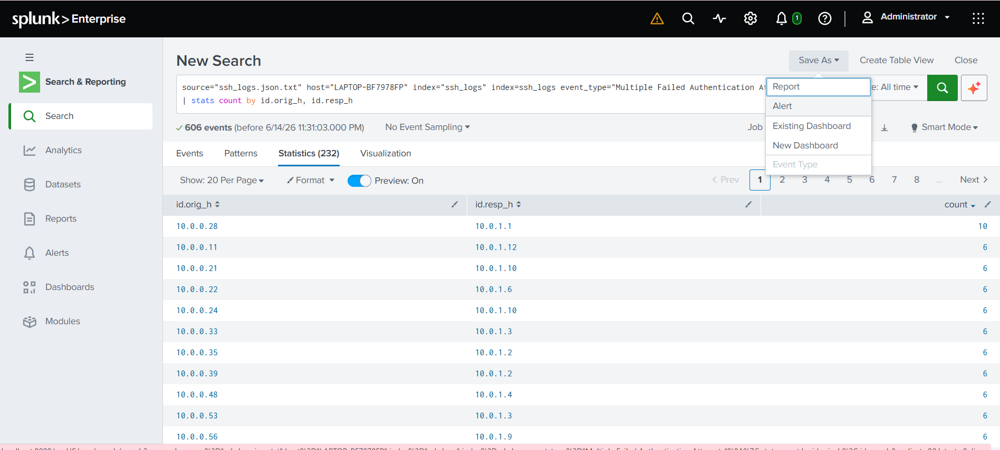 splunk> Enterprise
1
Administrator
Search & Reporting
Search
Analytics
Datasets
Reports
Alerts
Dashboards
Modules
New Search
Save As
Create Table View
Close
source="ssh_logs.json.txt" host="LAPTOP-BF7978FP" index="ssh_logs" index=ssh_logs event_type="Multiple Failed Authentication
| stats count by id.orig_h, id.resp_h
All time
Report
Alert
Existing Dashboard
New Dashboard
Event Type
606 events (before 6/14/26 11:31:03.000 PM)
No Event Sampling
Job
Smart Mode
Events
Patterns
Statistics (232)
Visualization
Show: 20 Per Page
Format
Preview: On
< Prev
1 2 3 4 5 6 7 8 ... Next >
id.orig_h id.resp_h count
10.0.0.28 10.0.1.1 10
10.0.0.11 10.0.1.12 6
10.0.0.21 10.0.1.10 6
10.0.0.22 10.0.1.6 6
10.0.0.24 10.0.1.10 6
10.0.0.33 10.0.1.3 6
10.0.0.35 10.0.1.2 6
10.0.0.39 10.0.1.2 6
10.0.0.48 10.0.1.4 6
10.0.0.53 10.0.1.3 6
10.0.0.56 10.0.1.9 6